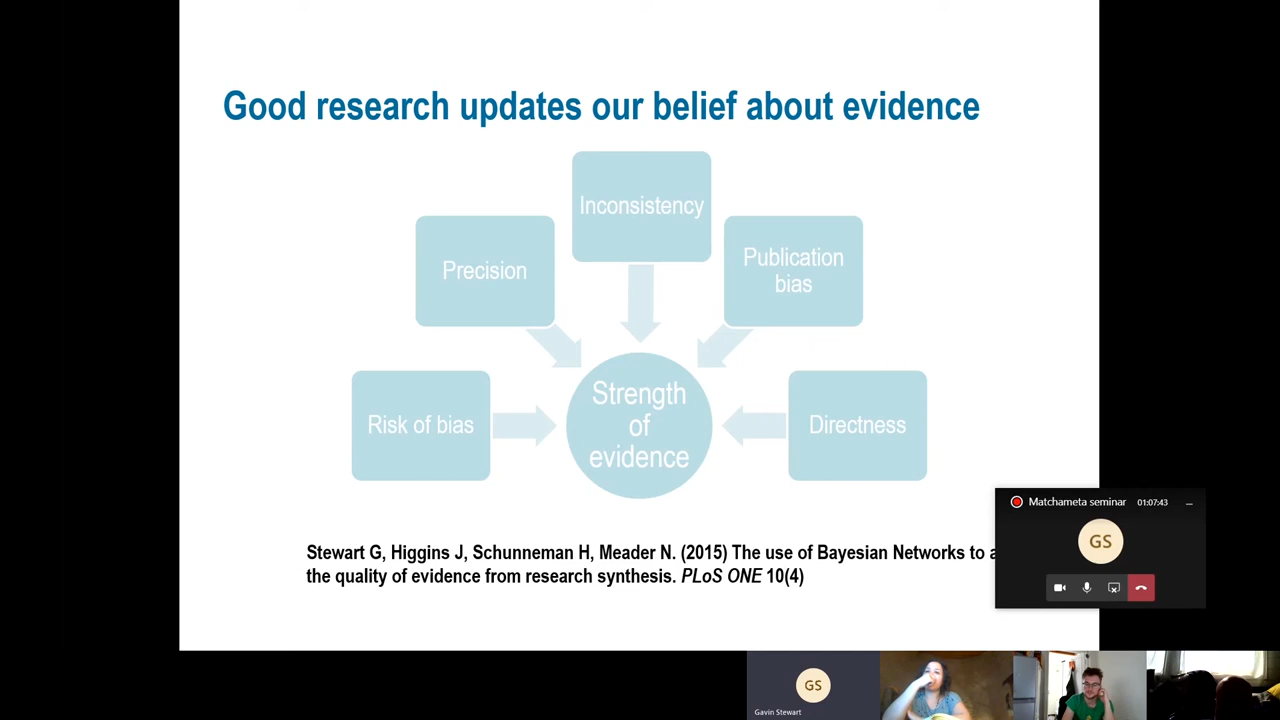 Good research updates our belief about evidence
Inconsistency
Precision
Publication
bias
Risk of bias
Strength
of
evidence
Directness
Stewart G, Higgins J, Schunneman H, Meader N. (2015) The use of Bayesian Networks to a
the quality of evidence from research synthesis. PLoS ONE 10(4)
Matchameta seminar 01:07:43
GS
GS
Gavin Stewart